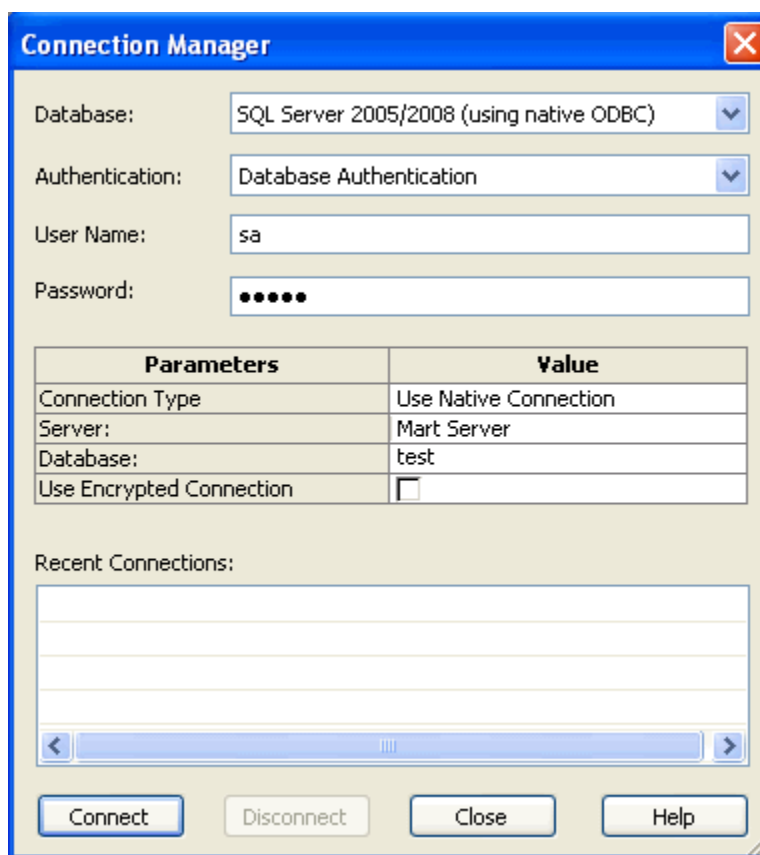 Connection Manager
Database: SQL Server 2005/2008 (using native ODBC)
Authentication: Database Authentication
User Name: sa
Password: •••••
Parameters Value
Connection Type Use Native Connection
Server: Mart Server
Database: test
Use Encrypted Connection
Recent Connections:
Connect Disconnect Close Help